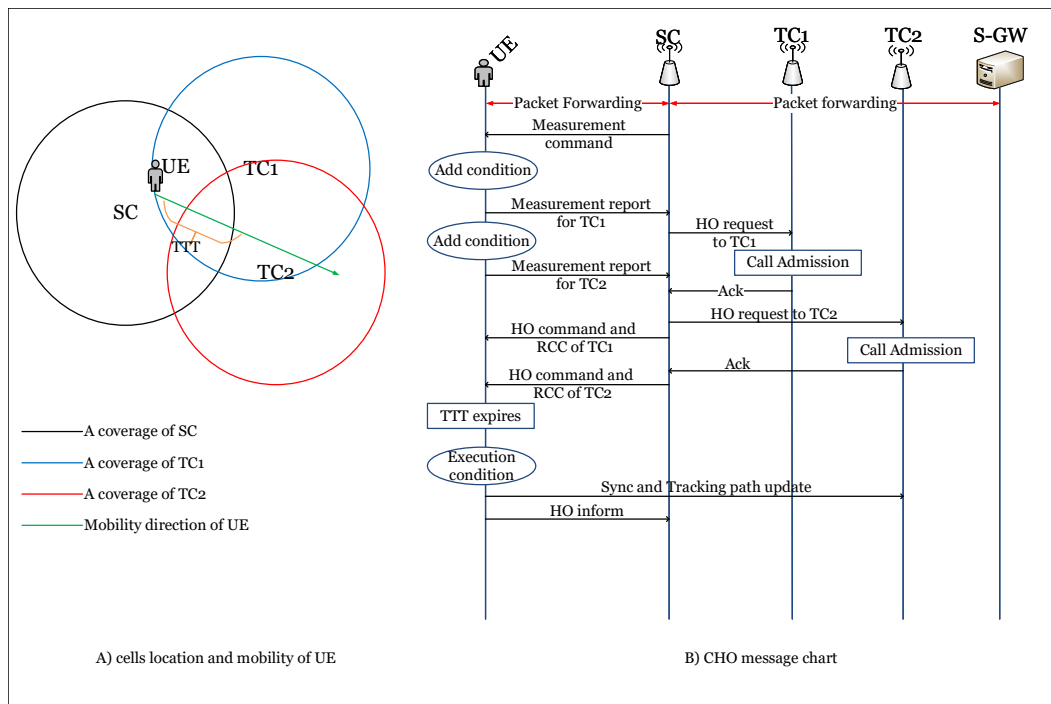 UE
SC
TC1
TTT
TC2
A coverage of SC
A coverage of TC1
A coverage of TC2
Mobility direction of UE
A) cells location and mobility of UE
UE
SC
TC1
TC2
S-GW
Packet Forwarding
Packet forwarding
Measurement
command
Add condition
Measurement report
for TC1
HO request
to TC1
Add condition
Call Admission
Measurement report
for TC2
Ack
HO request to TC2
HO command and
RCC of TC1
Call Admission
Ack
HO command and
RCC of TC2
TTT expires
Execution
condition
Sync and Tracking path update
HO inform
B) CHO message chart